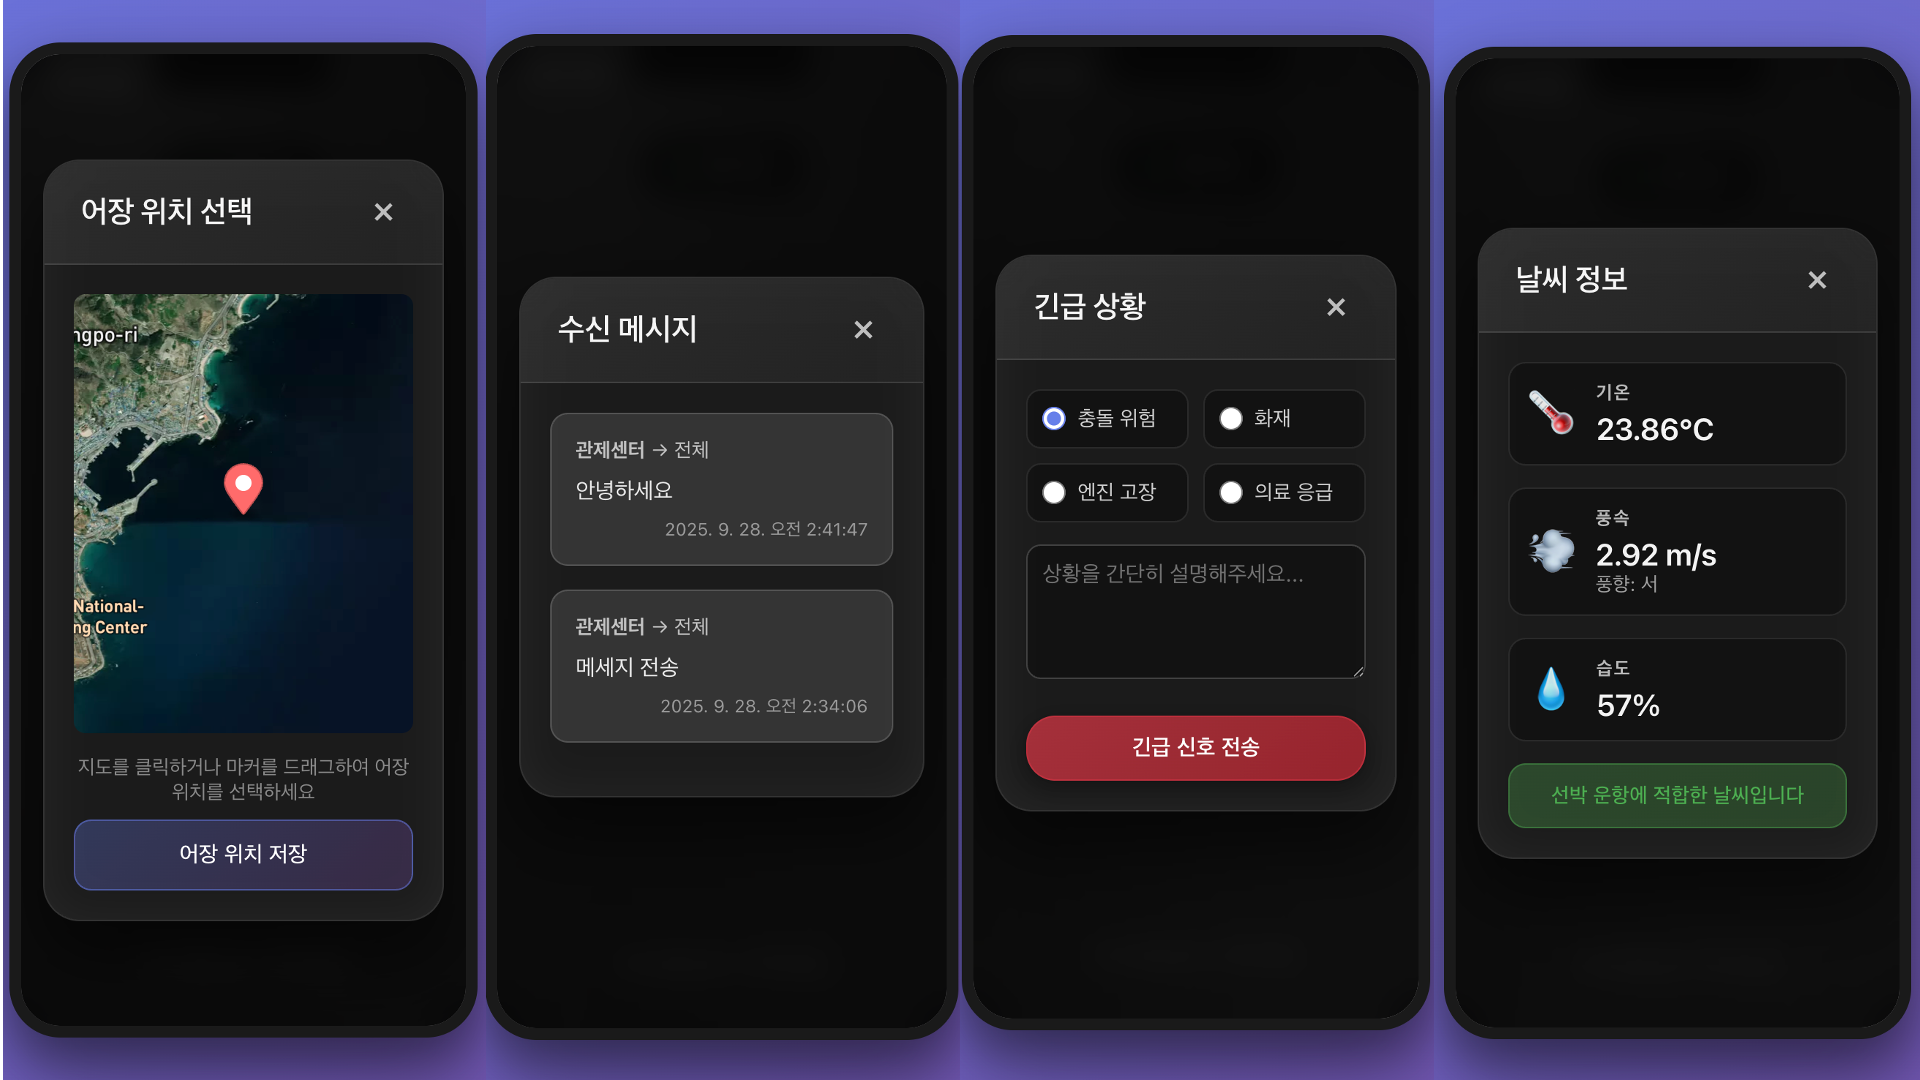 어장 위치 선택
ngpo-ri
National-
ng Center
지도를 클릭하거나 마커를 드래그하여 어장
위치를 선택하세요
어장 위치 저장
수신 메시지
관제센터 → 전체
안녕하세요
2025. 9. 28. 오전 2:41:47
관제센터 → 전체
메세지 전송
2025. 9. 28. 오전 2:34:06
긴급 상황
충돌 위험
화재
엔진 고장
의료 응급
상황을 간단히 설명해주세요...
긴급 신호 전송
날씨 정보
기온
23.86°C
풍속
2.92 m/s
풍향: 서
습도
57%
선박 운항에 적합한 날씨입니다